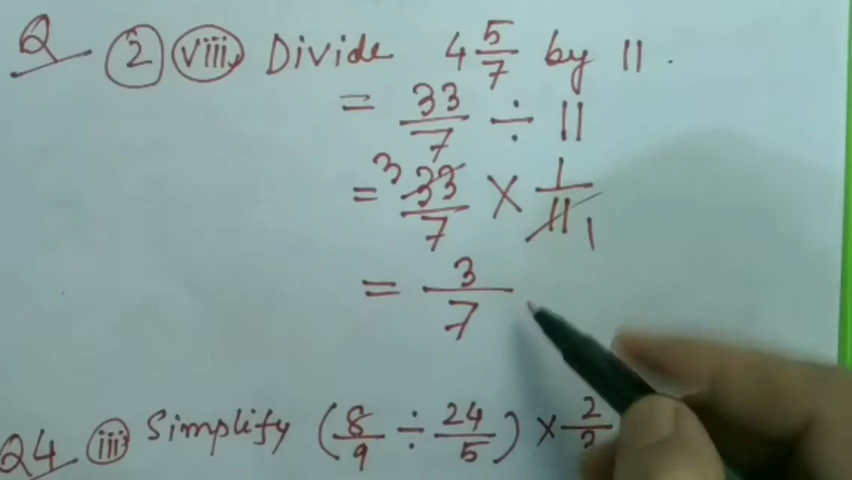 Q 2 viii, Divide 4 5/7 by 11.
= 33/7 ÷ 11
= 3 33/7 × 1/11 1
= 3/7
Q4 iii Simplify (8/9 ÷ 24/5) × 2/